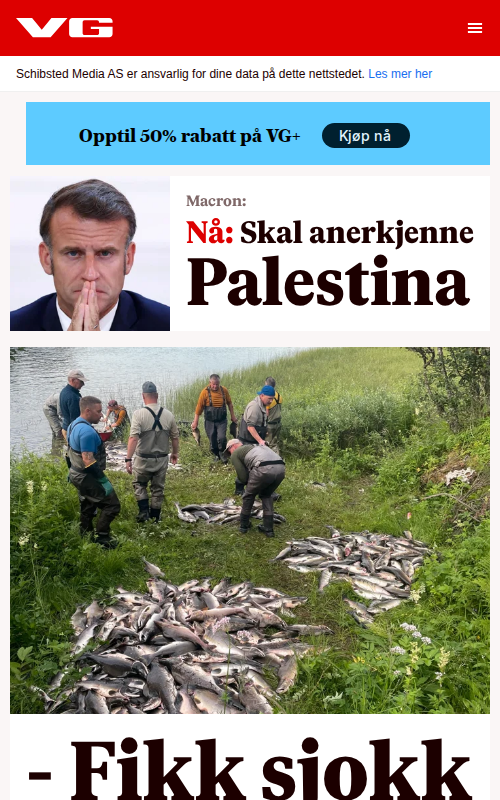 VG
Schibsted Media AS er ansvarlig for dine data på dette nettstedet. Les mer her
Opptil 50% rabatt på VG+ Kjøp nå
Macron:
Nå: Skal anerkjenne
Palestina
- Fikk sjokk